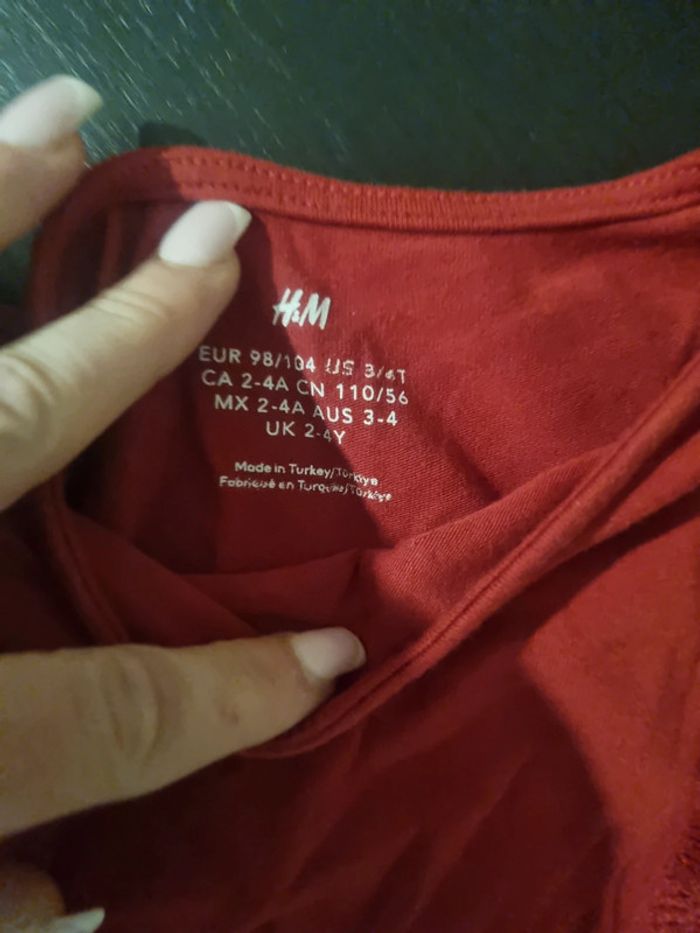 H&M
EUR 98/104 US 3/4T
CA 2-4A CN 110/56
MX 2-4A AUS 3-4
UK 2-4Y
Made in Turkey/Türkiye
Fabriqué en Turquie/Türkiye